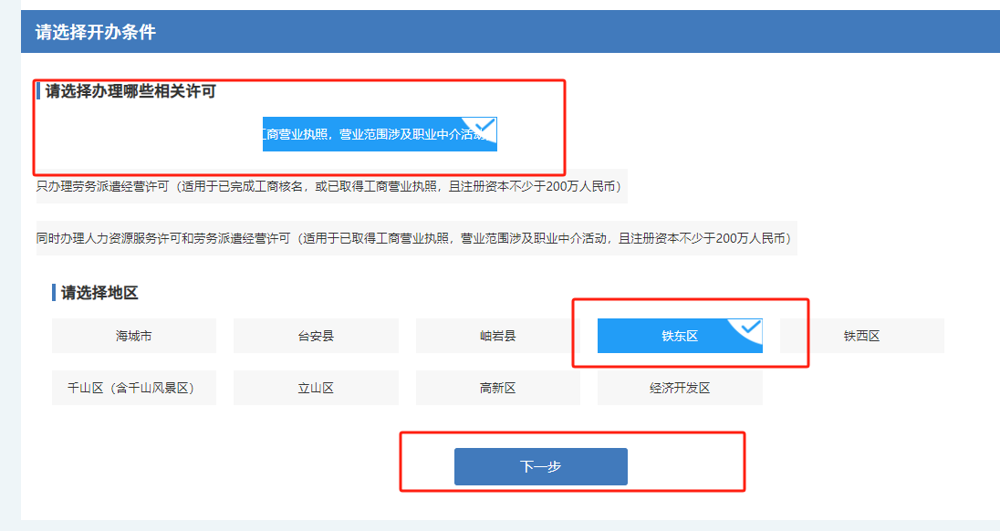 请选择开办条件
请选择办理哪些相关许可
工商营业执照，营业范围涉及职业中介活动
只办理劳务派遣经营许可（适用于已完成工商核名，或已取得工商营业执照，且注册资本不少于200万人民币）
同时办理人力资源服务许可和劳务派遣经营许可（适用于已取得工商营业执照，营业范围涉及职业中介活动，且注册资本不少于200万人民币）
请选择地区
海城市 台安县 岫岩县 铁东区 铁西区
千山区（含千山风景区） 立山区 高新区 经济开发区
下一步